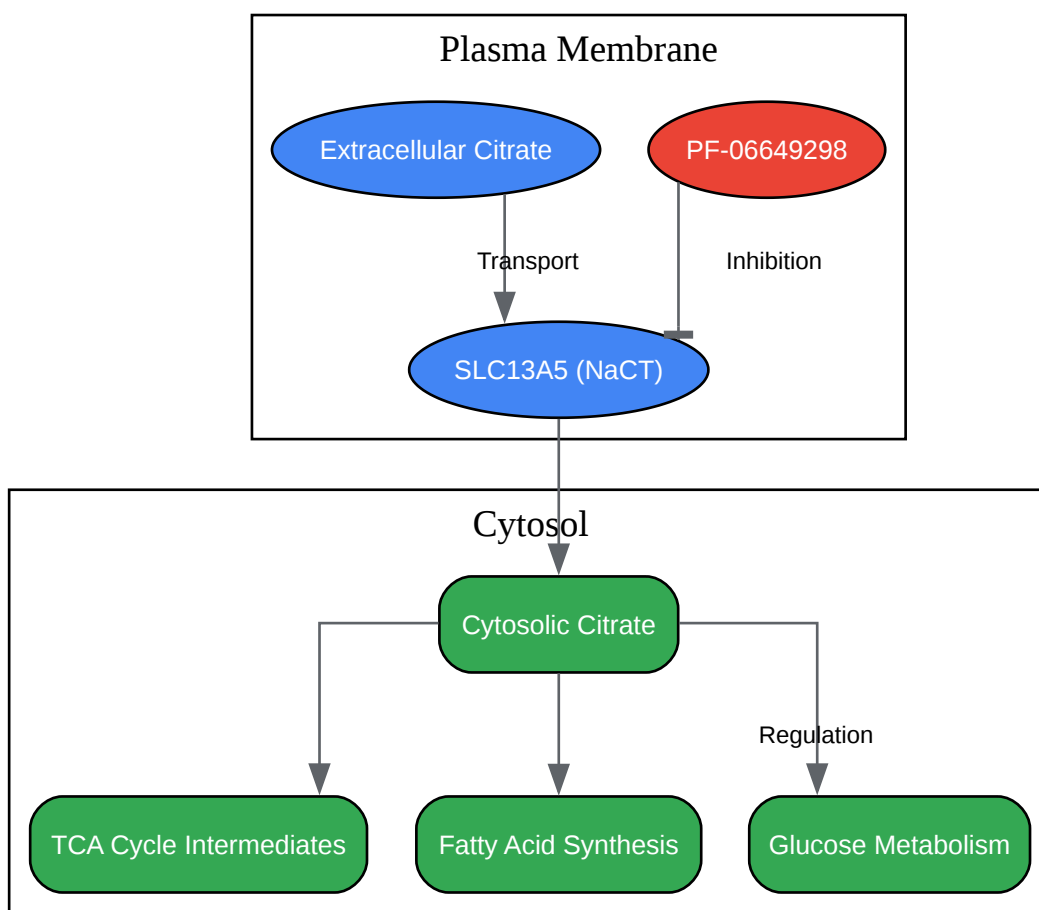 Plasma Membrane
Extracellular Citrate
PF-06649298
Transport
Inhibition
SLC13A5 (NaCT)
Cytosol
Cytosolic Citrate
Regulation
TCA Cycle Intermediates
Fatty Acid Synthesis
Glucose Metabolism